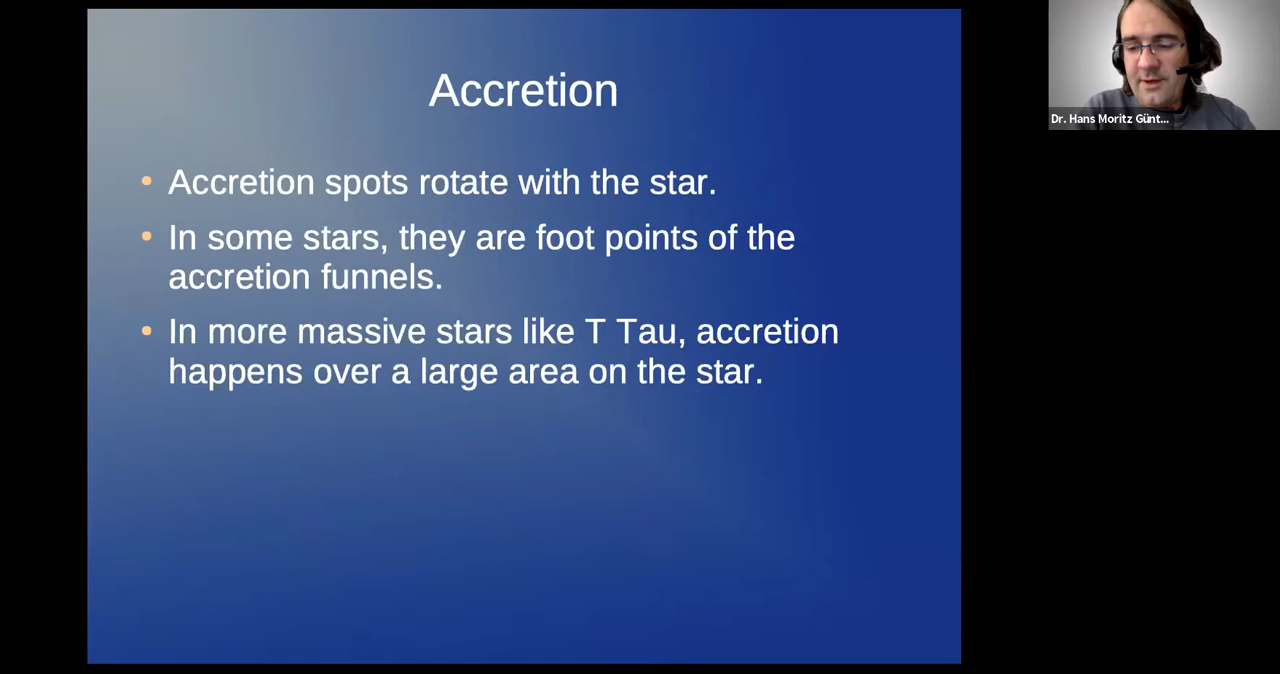 Accretion
• Accretion spots rotate with the star.
• In some stars, they are foot points of the
accretion funnels.
• In more massive stars like T Tau, accretion
happens over a large area on the star.
Dr. Hans Moritz Günt...